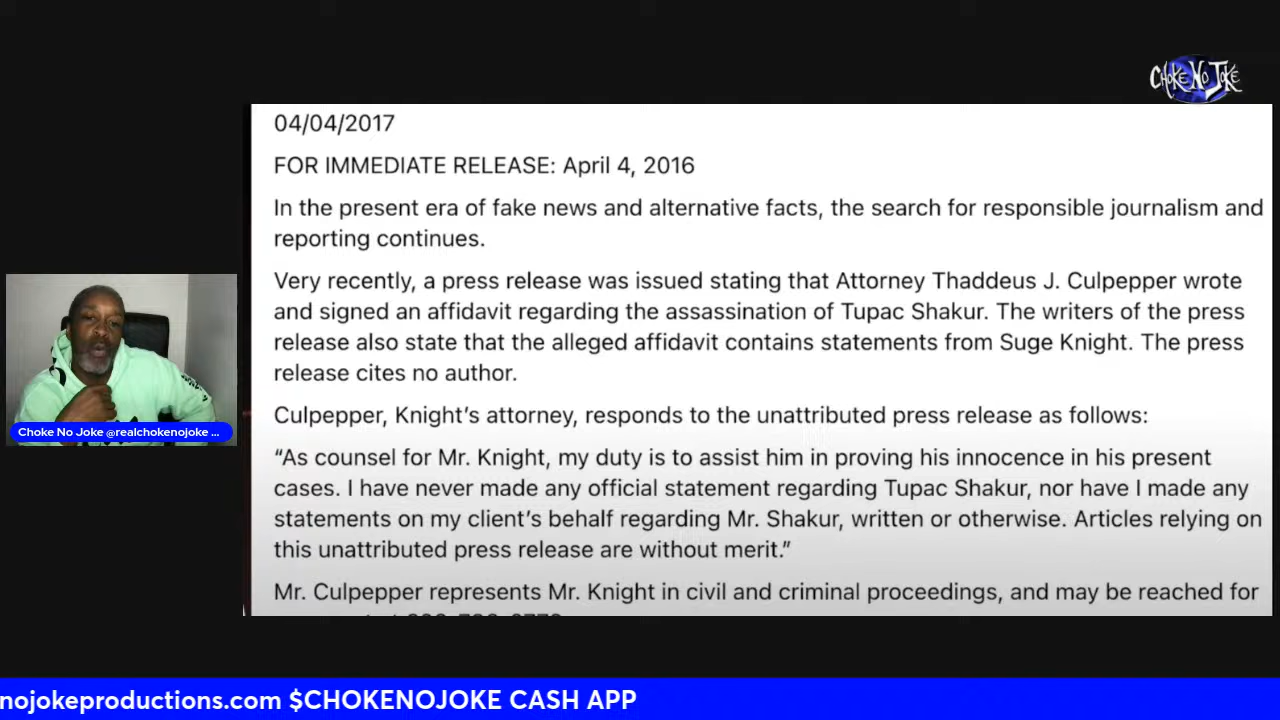 CHOKE NO JOKE
04/04/2017
FOR IMMEDIATE RELEASE: April 4, 2016
In the present era of fake news and alternative facts, the search for responsible journalism and
reporting continues.
Very recently, a press release was issued stating that Attorney Thaddeus J. Culpepper wrote
and signed an affidavit regarding the assassination of Tupac Shakur. The writers of the press
release also state that the alleged affidavit contains statements from Suge Knight. The press
release cites no author.
Culpepper, Knight’s attorney, responds to the unattributed press release as follows:
“As counsel for Mr. Knight, my duty is to assist him in proving his innocence in his present
cases. I have never made any official statement regarding Tupac Shakur, nor have I made any
statements on my client’s behalf regarding Mr. Shakur, written or otherwise. Articles relying on
this unattributed press release are without merit.”
Mr. Culpepper represents Mr. Knight in civil and criminal proceedings, and may be reached for
Choke No Joke @realchokenojoke ...
nojokeproductions.com $CHOKENOJOKE CASH APP